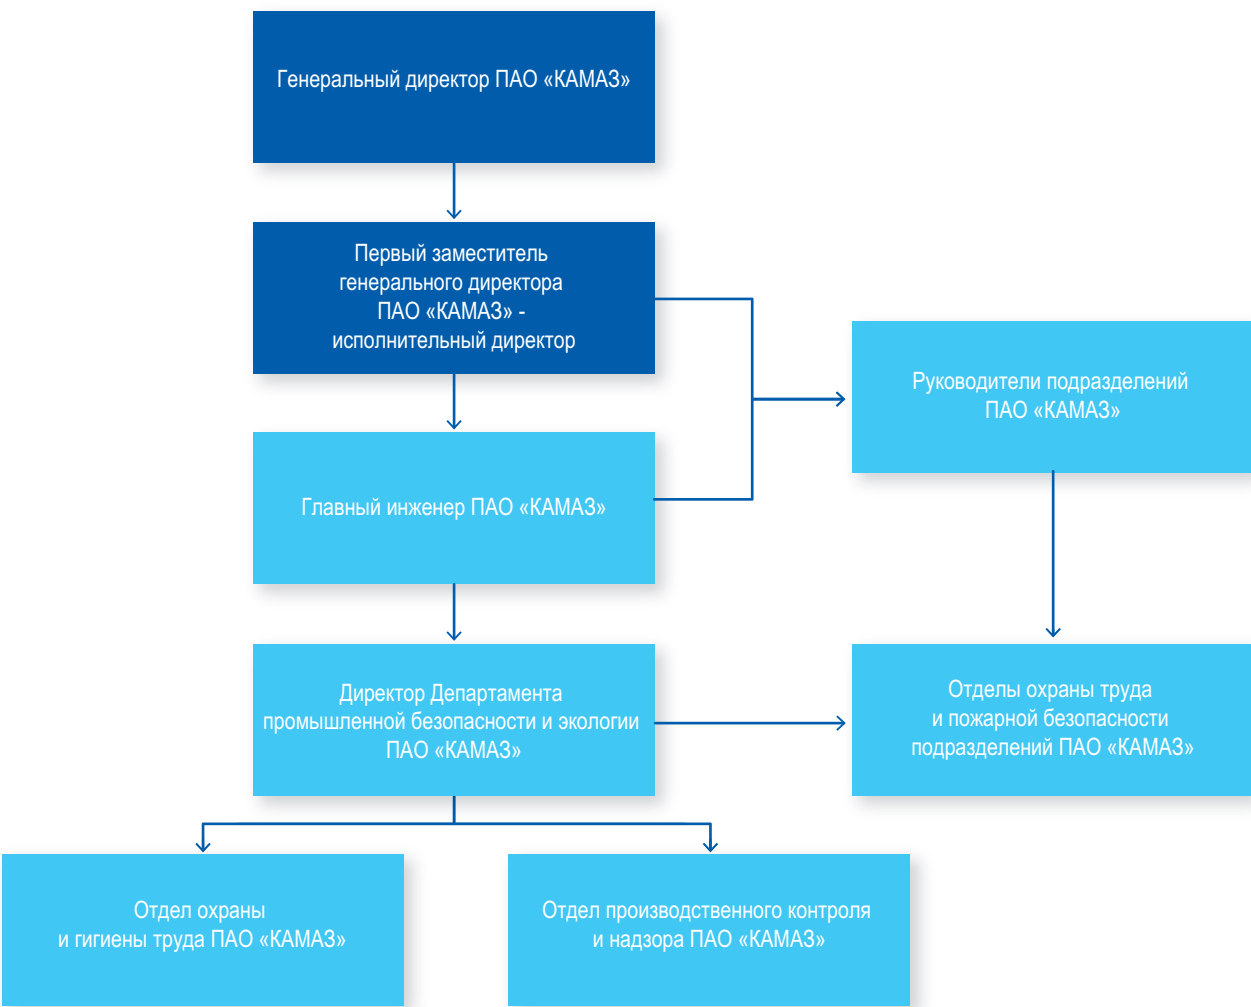 Генеральный директор ПАО «КАМАЗ»
Первый заместитель
генерального директора
ПАО «КАМАЗ» -
исполнительный директор
Руководители подразделений
ПАО «КАМАЗ»
Главный инженер ПАО «КАМАЗ»
Директор Департамента
промышленной безопасности и экологии
ПАО «КАМАЗ»
Отделы охраны труда
и пожарной безопасности
подразделений ПАО «КАМАЗ»
Отдел охраны
и гигиены труда ПАО «КАМАЗ»
Отдел производственного контроля
и надзора ПАО «КАМАЗ»